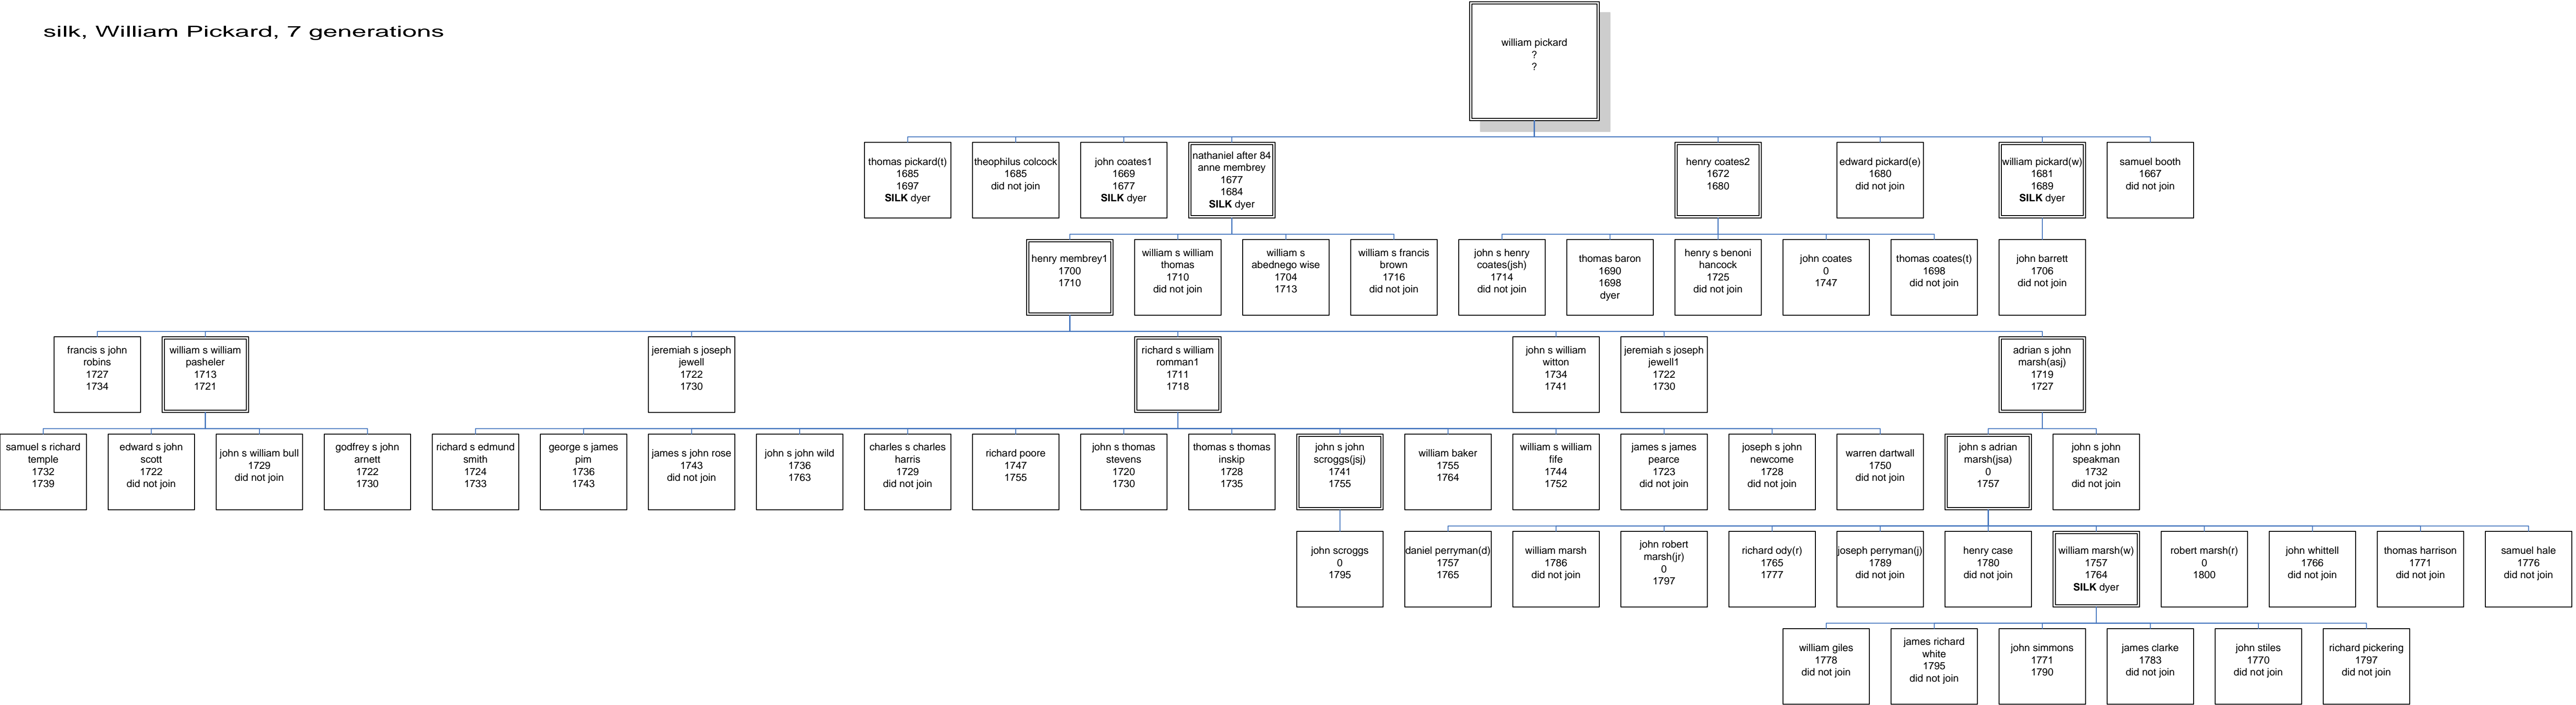 silk, William Pickard, 7 generations
william pickard
?
?
thomas pickard(t)
1685
1697
SILK dyer
theophilus colcock
1685
did not join
john coates1
1669
1677
SILK dyer
nathaniel after 84
anne membrey
1677
1684
SILK dyer
henry coates2
1672
1680
edward pickard(e)
1680
did not join
william pickard(w)
1681
1689
SILK dyer
samuel booth
1667
did not join
henry membrey1
1700
1710
william s william
thomas
1710
did not join
william s
abednego wise
1704
1713
william s francis
brown
1716
did not join
john s henry
coates(jsh)
1714
did not join
thomas baron
1690
1698
dyer
henry s benoni
hancock
1725
did not join
john coates
0
1747
thomas coates(t)
1698
did not join
john barrett
1706
did not join
francis s john
robins
1727
1734
william s william
pasheler
1713
1721
jeremiah s joseph
jewell
1722
1730
richard s william
romman1
1711
1718
john s william
witton
1734
1741
jeremiah s joseph
jewell1
1722
1730
adrian s john
marsh(asj)
1719
1727
samuel s richard
temple
1732
1739
edward s john
scott
1722
did not join
john s william bull
1729
did not join
godfrey s john
arnett
1722
1730
richard s edmund
smith
1724
1733
george s james
pim
1736
1743
james s john rose
1743
did not join
john s john wild
1736
1763
charles s charles
harris
1729
did not join
richard poore
1747
1755
john s thomas
stevens
1720
1730
thomas s thomas
inskip
1728
1735
john s john
scroggs(jsj)
1741
1755
william baker
1755
1764
william s william
fife
1744
1752
james s james
pearce
1723
did not join
joseph s john
newcome
1728
did not join
warren dartwall
1750
did not join
john s adrian
marsh(jsa)
0
1757
john s john
speakman
1732
did not join
john scroggs
0
1795
daniel perryman(d)
1757
1765
william marsh
1786
did not join
john robert
marsh(jr)
0
1797
richard ody(r)
1765
1777
joseph perryman(j)
1789
did not join
henry case
1780
did not join
william marsh(w)
1757
1764
SILK dyer
robert marsh(r)
0
1800
john whittell
1766
did not join
thomas harrison
1771
did not join
samuel hale
1776
did not join
william giles
1778
did not join
james richard
white
1795
did not join
john simmons
1771
1790
james clarke
1783
did not join
john stiles
1770
did not join
richard pickering
1797
did not join